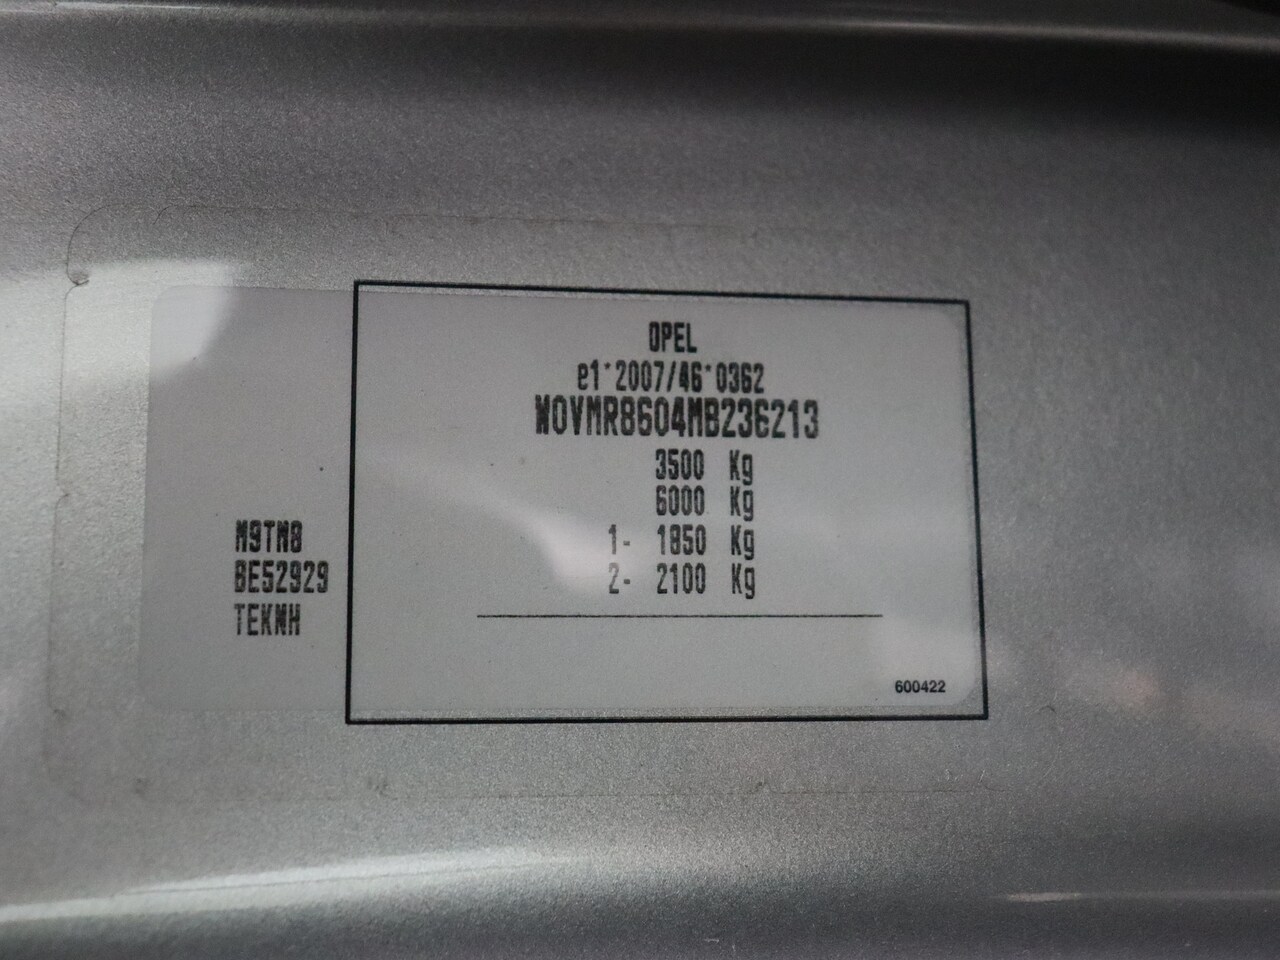 OPEL
e1*2007/46*0362
W0VMR8604MB236213
3500 Kg
6000 Kg
1- 1850 Kg
2- 2100 Kg
M9TM8
BE52929
TEKNH
600422